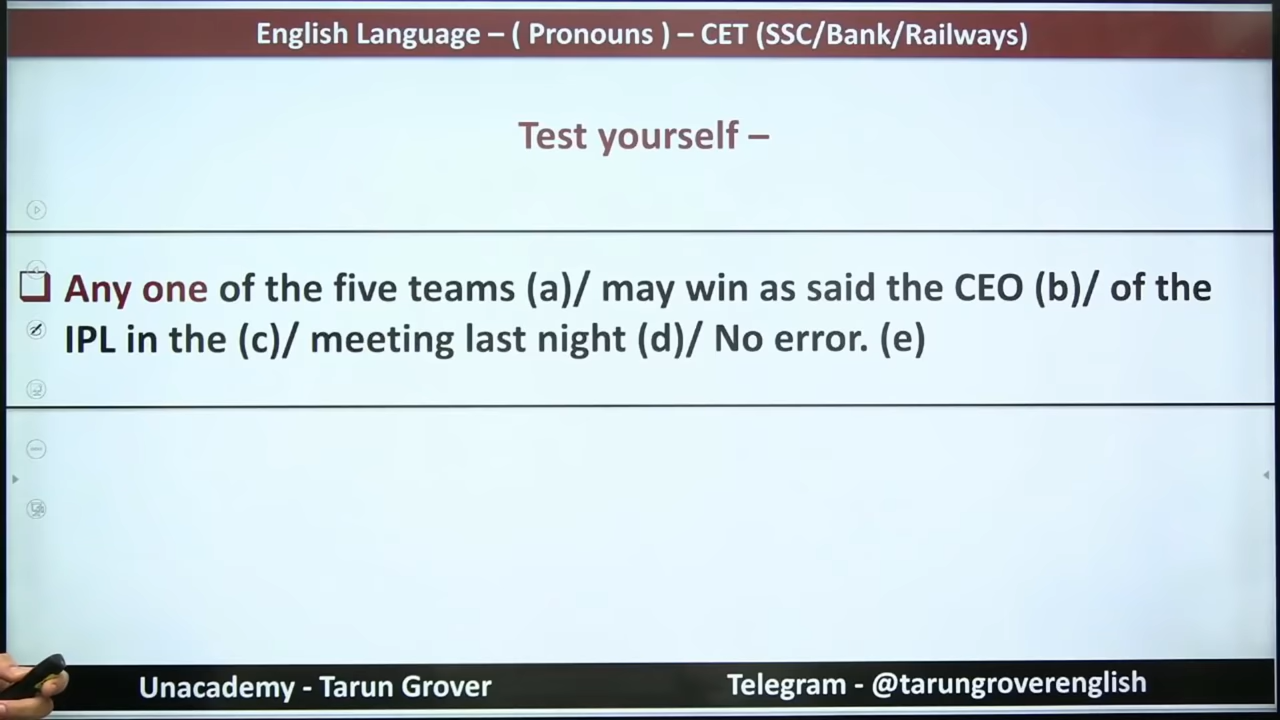 English Language – ( Pronouns ) – CET (SSC/Bank/Railways)
Test yourself –
❑ Any one of the five teams (a)/ may win as said the CEO (b)/ of the
IPL in the (c)/ meeting last night (d)/ No error. (e)
Unacademy - Tarun Grover
Telegram - @tarungroverenglish